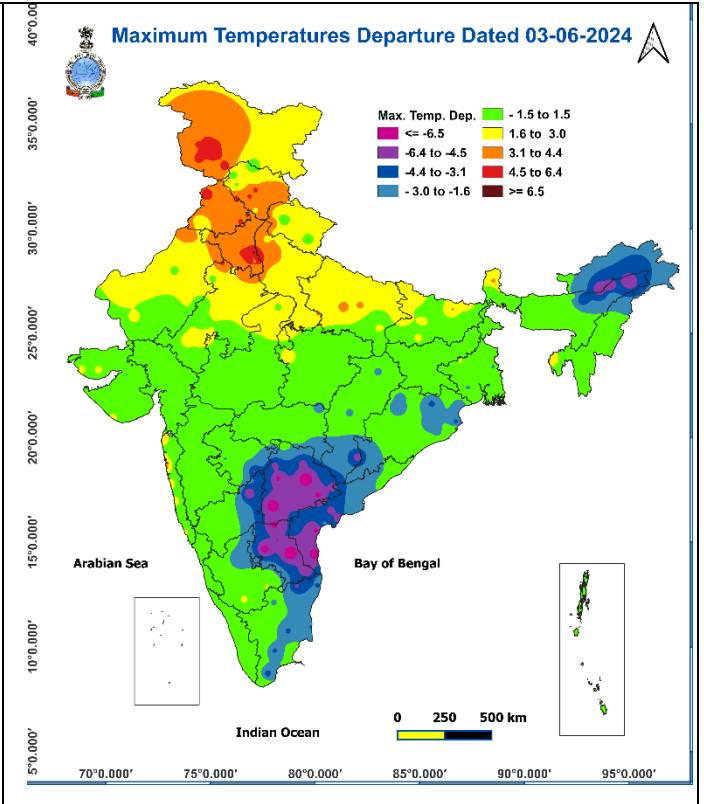 Maximum Temperatures Departure Dated 03-06-2024
Max. Temp. Dep.
<= -6.5
-6.4 to -4.5
-4.4 to -3.1
- 3.0 to -1.6
- 1.5 to 1.5
1.6 to 3.0
3.1 to 4.4
4.5 to 6.4
>= 6.5
40°0.000'
35°0.000'
30°0.000'
25°0.000'
20°0.000'
15°0.000'
10°0.000'
5°0.000'
Arabian Sea
Bay of Bengal
Indian Ocean
0 250 500 km
70°0.000' 75°0.000' 80°0.000' 85°0.000' 90°0.000' 95°0.000'